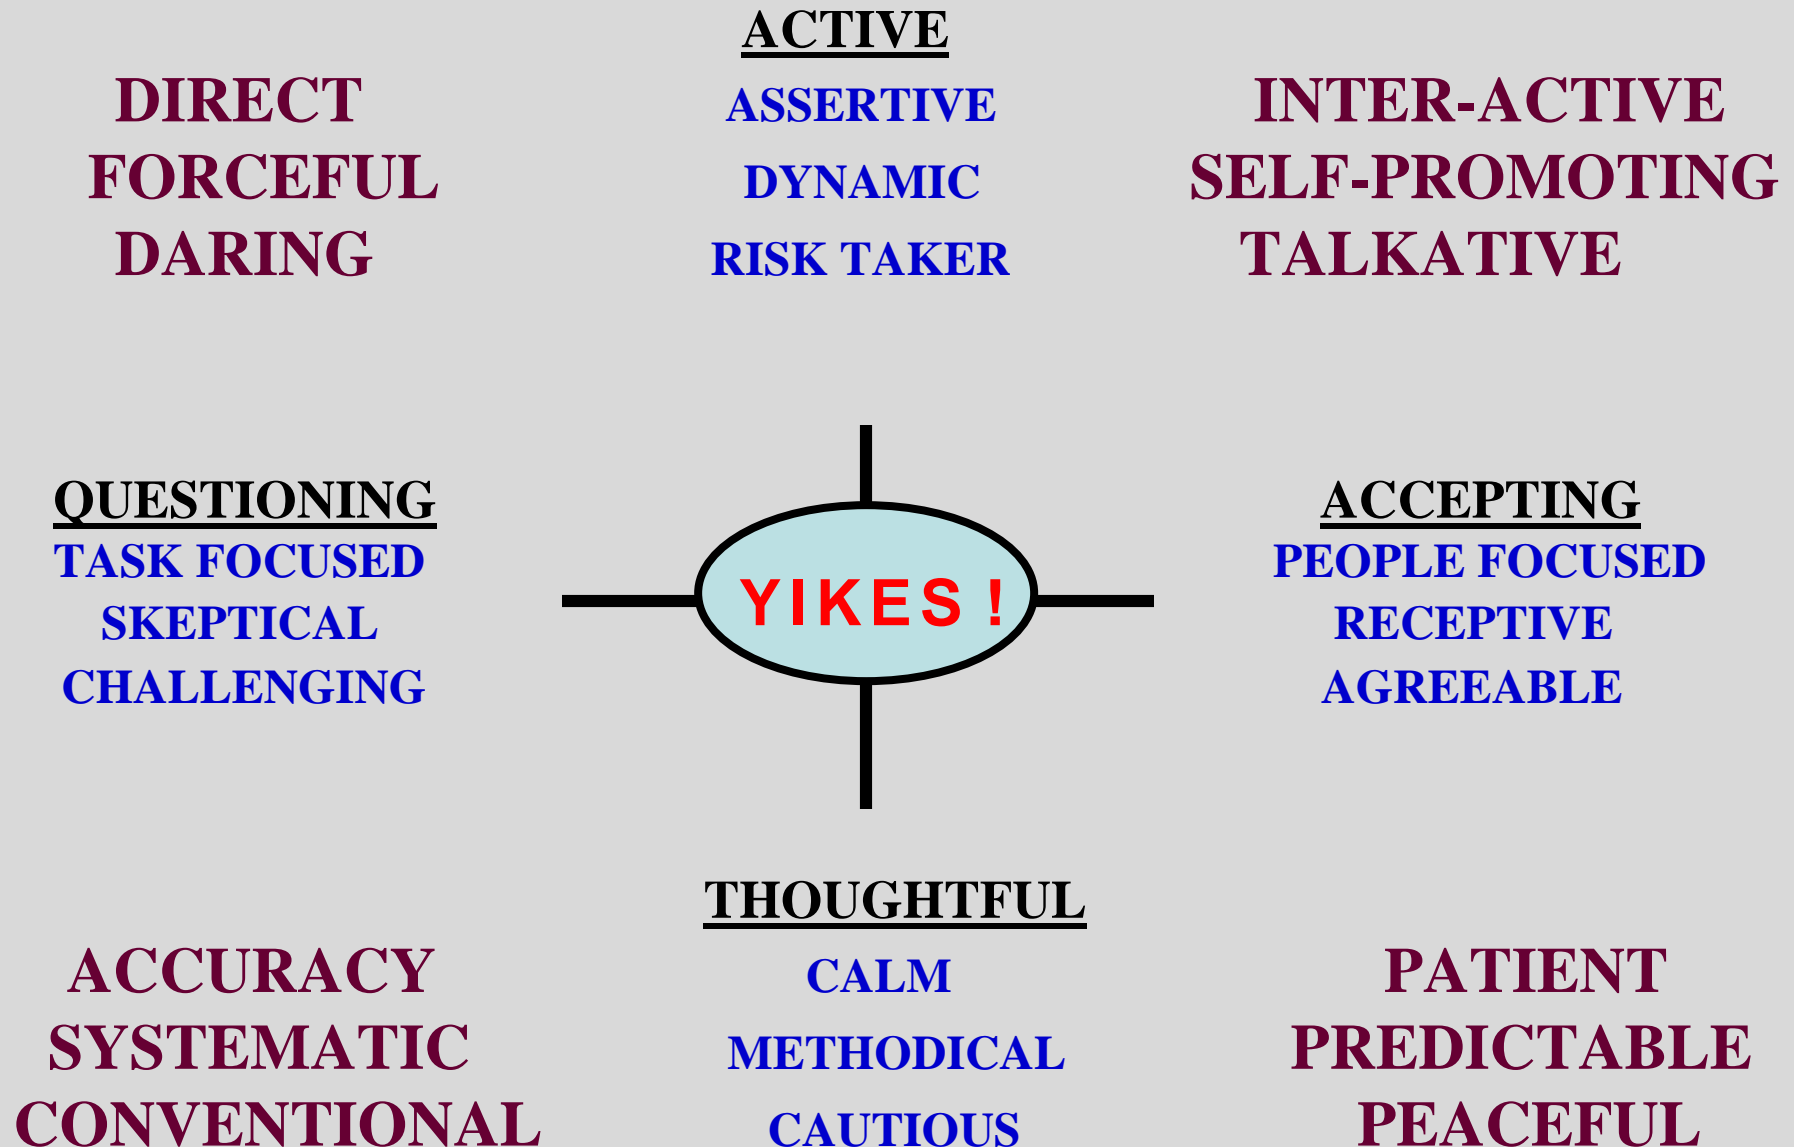 ACTIVE
DIRECT
FORCEFUL
DARING
ASSERTIVE
DYNAMIC
RISK TAKER
INTER-ACTIVE
SELF-PROMOTING
TALKATIVE
QUESTIONING
TASK FOCUSED
SKEPTICAL
CHALLENGING
YIKES !
ACCEPTING
PEOPLE FOCUSED
RECEPTIVE
AGREEABLE
THOUGHTFUL
ACCURACY
SYSTEMATIC
CONVENTIONAL
CALM
METHODICAL
CAUTIOUS
PATIENT
PREDICTABLE
PEACEFUL